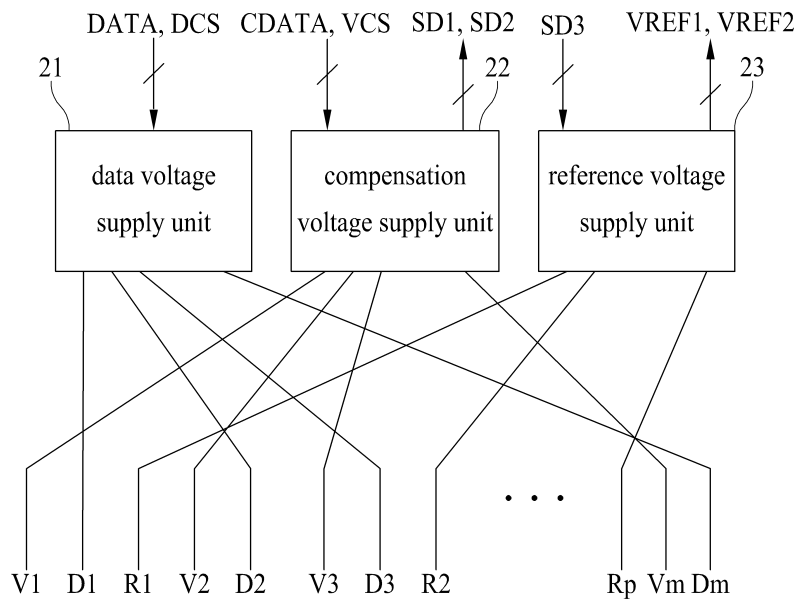 DATA, DCS CDATA, VCS SD1, SD2 SD3 VREF1, VREF2
21 22 23
data voltage
supply unit
compensation
voltage supply unit
reference voltage
supply unit
. . .
V1 D1 R1 V2 D2 V3 D3 R2 Rp Vm Dm